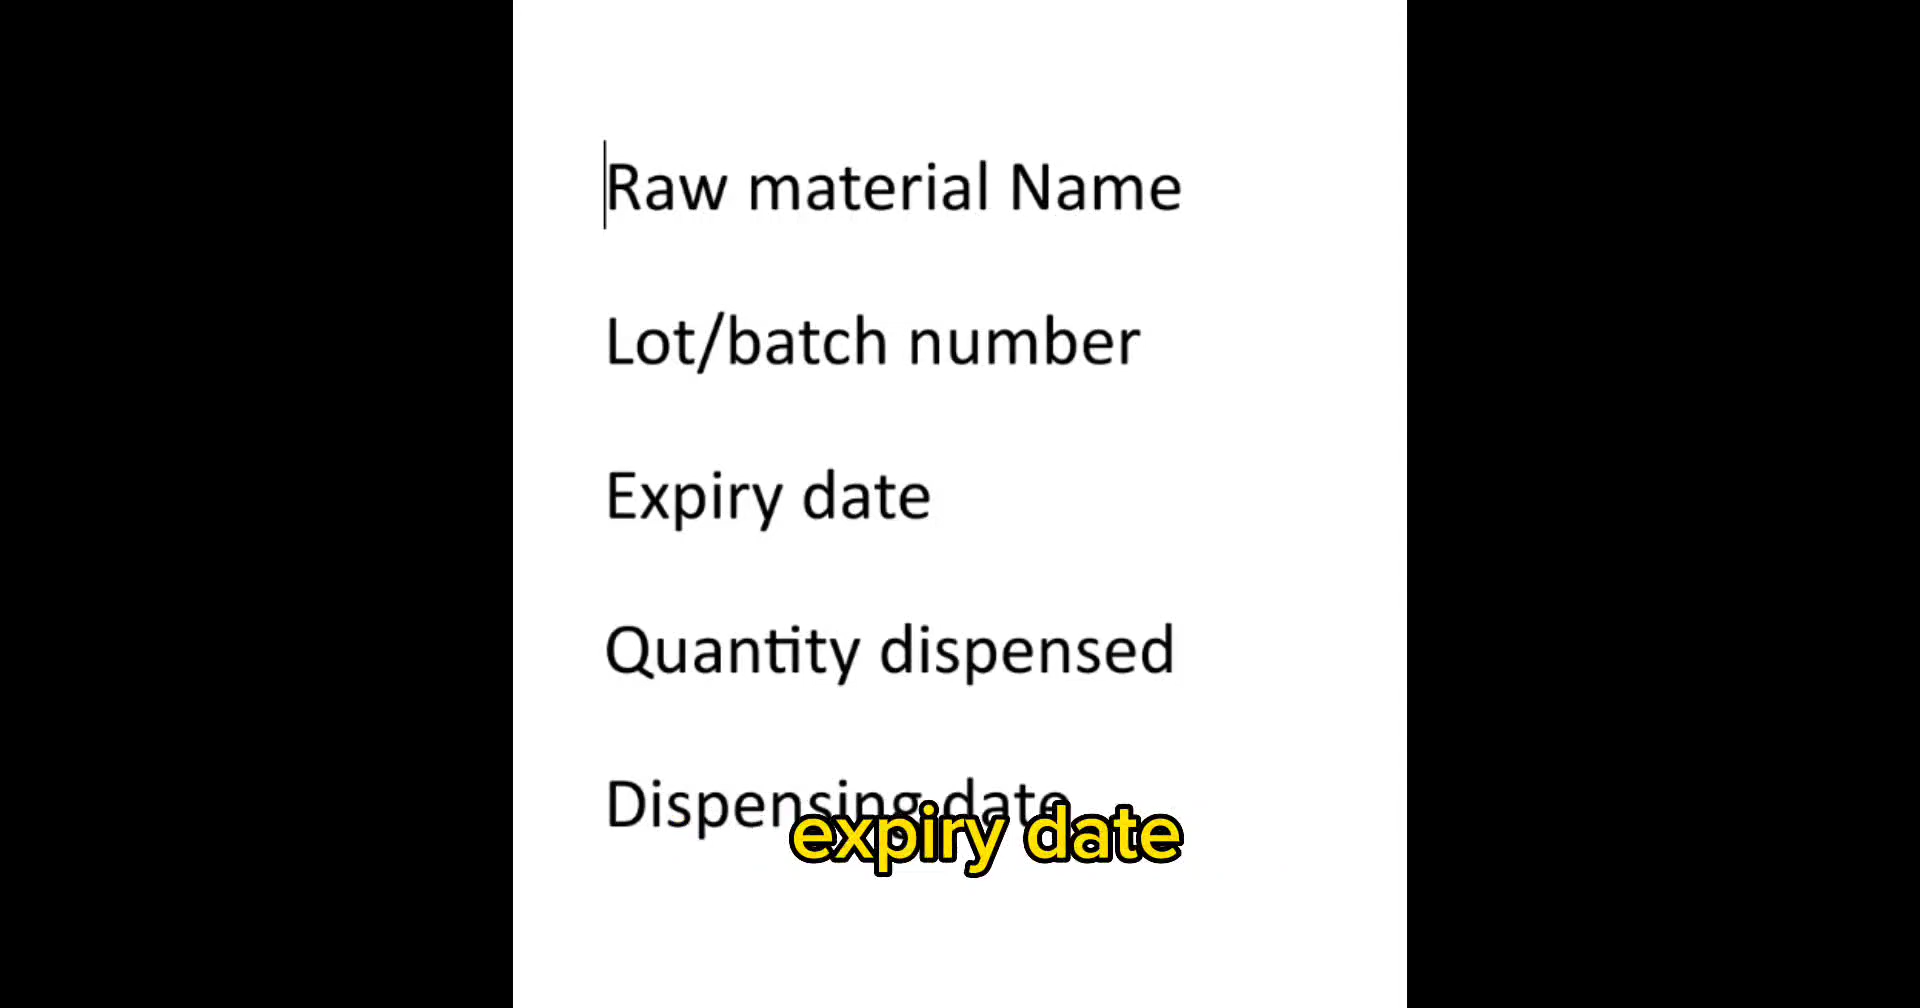 Raw material Name
Lot/batch number
Expiry date
Quantity dispensed
Dispensing date
expiry date